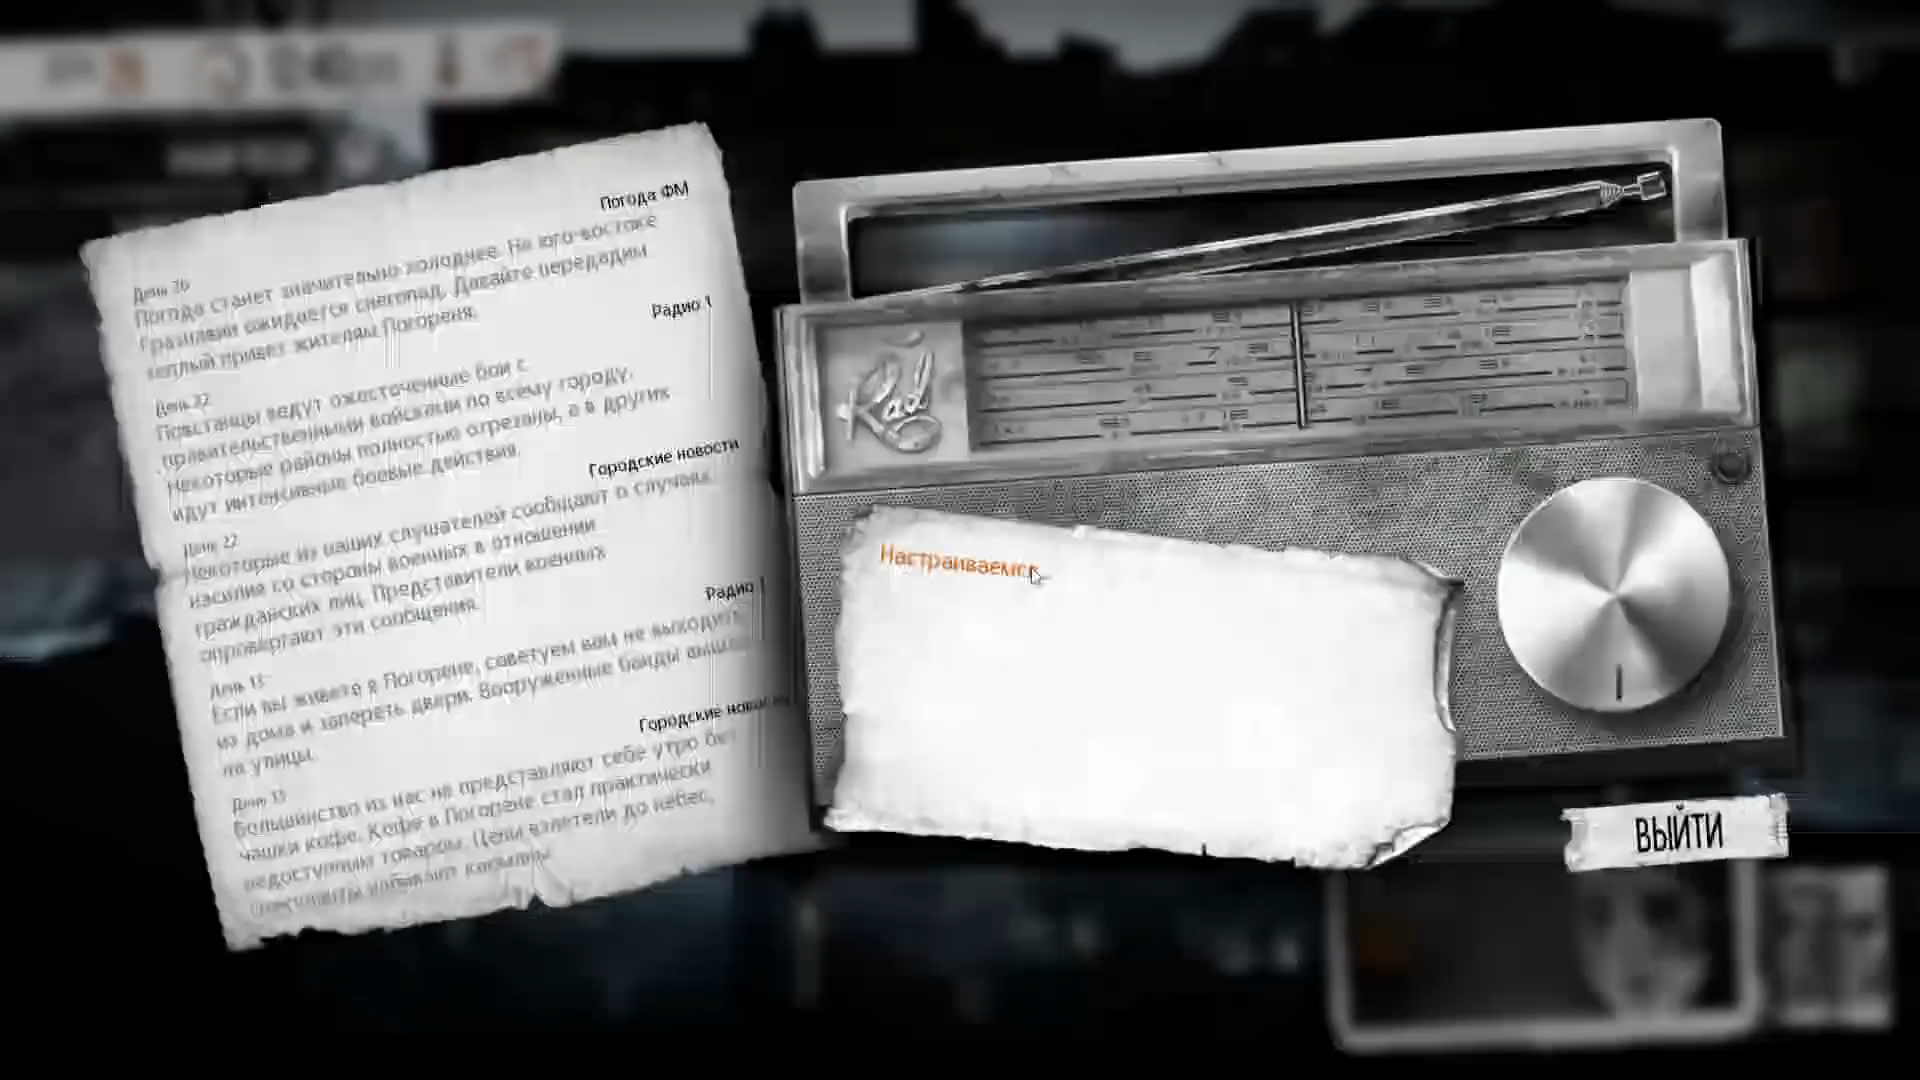 Погода ФМ
День 26
Погода станет значительно холоднее. На юго-востоке
Гразнавии ожидается снегопад. Давайте передадим
теплый привет жителям Погореня.
Радио 1
День 22
Повстанцы ведут ожесточенные бои с
правительственными войсками по всему городу.
Некоторые районы полностью отрезаны, а в других
идут интенсивные боевые действия.
Городские новости
День 22
Некоторые из наших слушателей сообщают о случаях
насилия со стороны военных в отношении
гражданских лиц. Представители военных
опровергают эти сообщения.
Радио 1
День 13
Если вы живете в Погорене, советуем вам не выходить
из дома и запереть двери. Вооруженные банды вышли
на улицы.
Городские новости
День 13
Большинство из нас не представляют себе утро без
чашки кофе. Кофе в Погорене стал практически
недоступным товаром. Цены взлетели до небес,
Rad
Настраиваемся
ВЫЙТИ